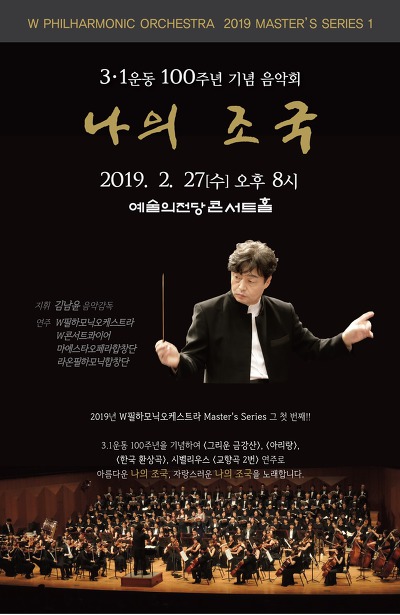 W PHILHARMONIC ORCHESTRA 2019 MASTER'S SERIES 1
3·1운동 100주년 기념 음악회
나의 조국
2019. 2. 27[수] 오후 8시
예술의전당 콘서트홀
지휘 김남윤 음악감독
연주 W필하모닉오케스트라
W콘서트콰이어
마에스타오페라합창단
라온필하모닉합창단
2019년 W필하모닉오케스트라 Master's Series 그 첫 번째!!
3.1운동 100주년을 기념하여 <그리운 금강산>, <아리랑>,
<한국 환상곡>, 시벨리우스 <교향곡 2번> 연주로
아름다운 나의 조국, 자랑스러운 나의 조국을 노래합니다.